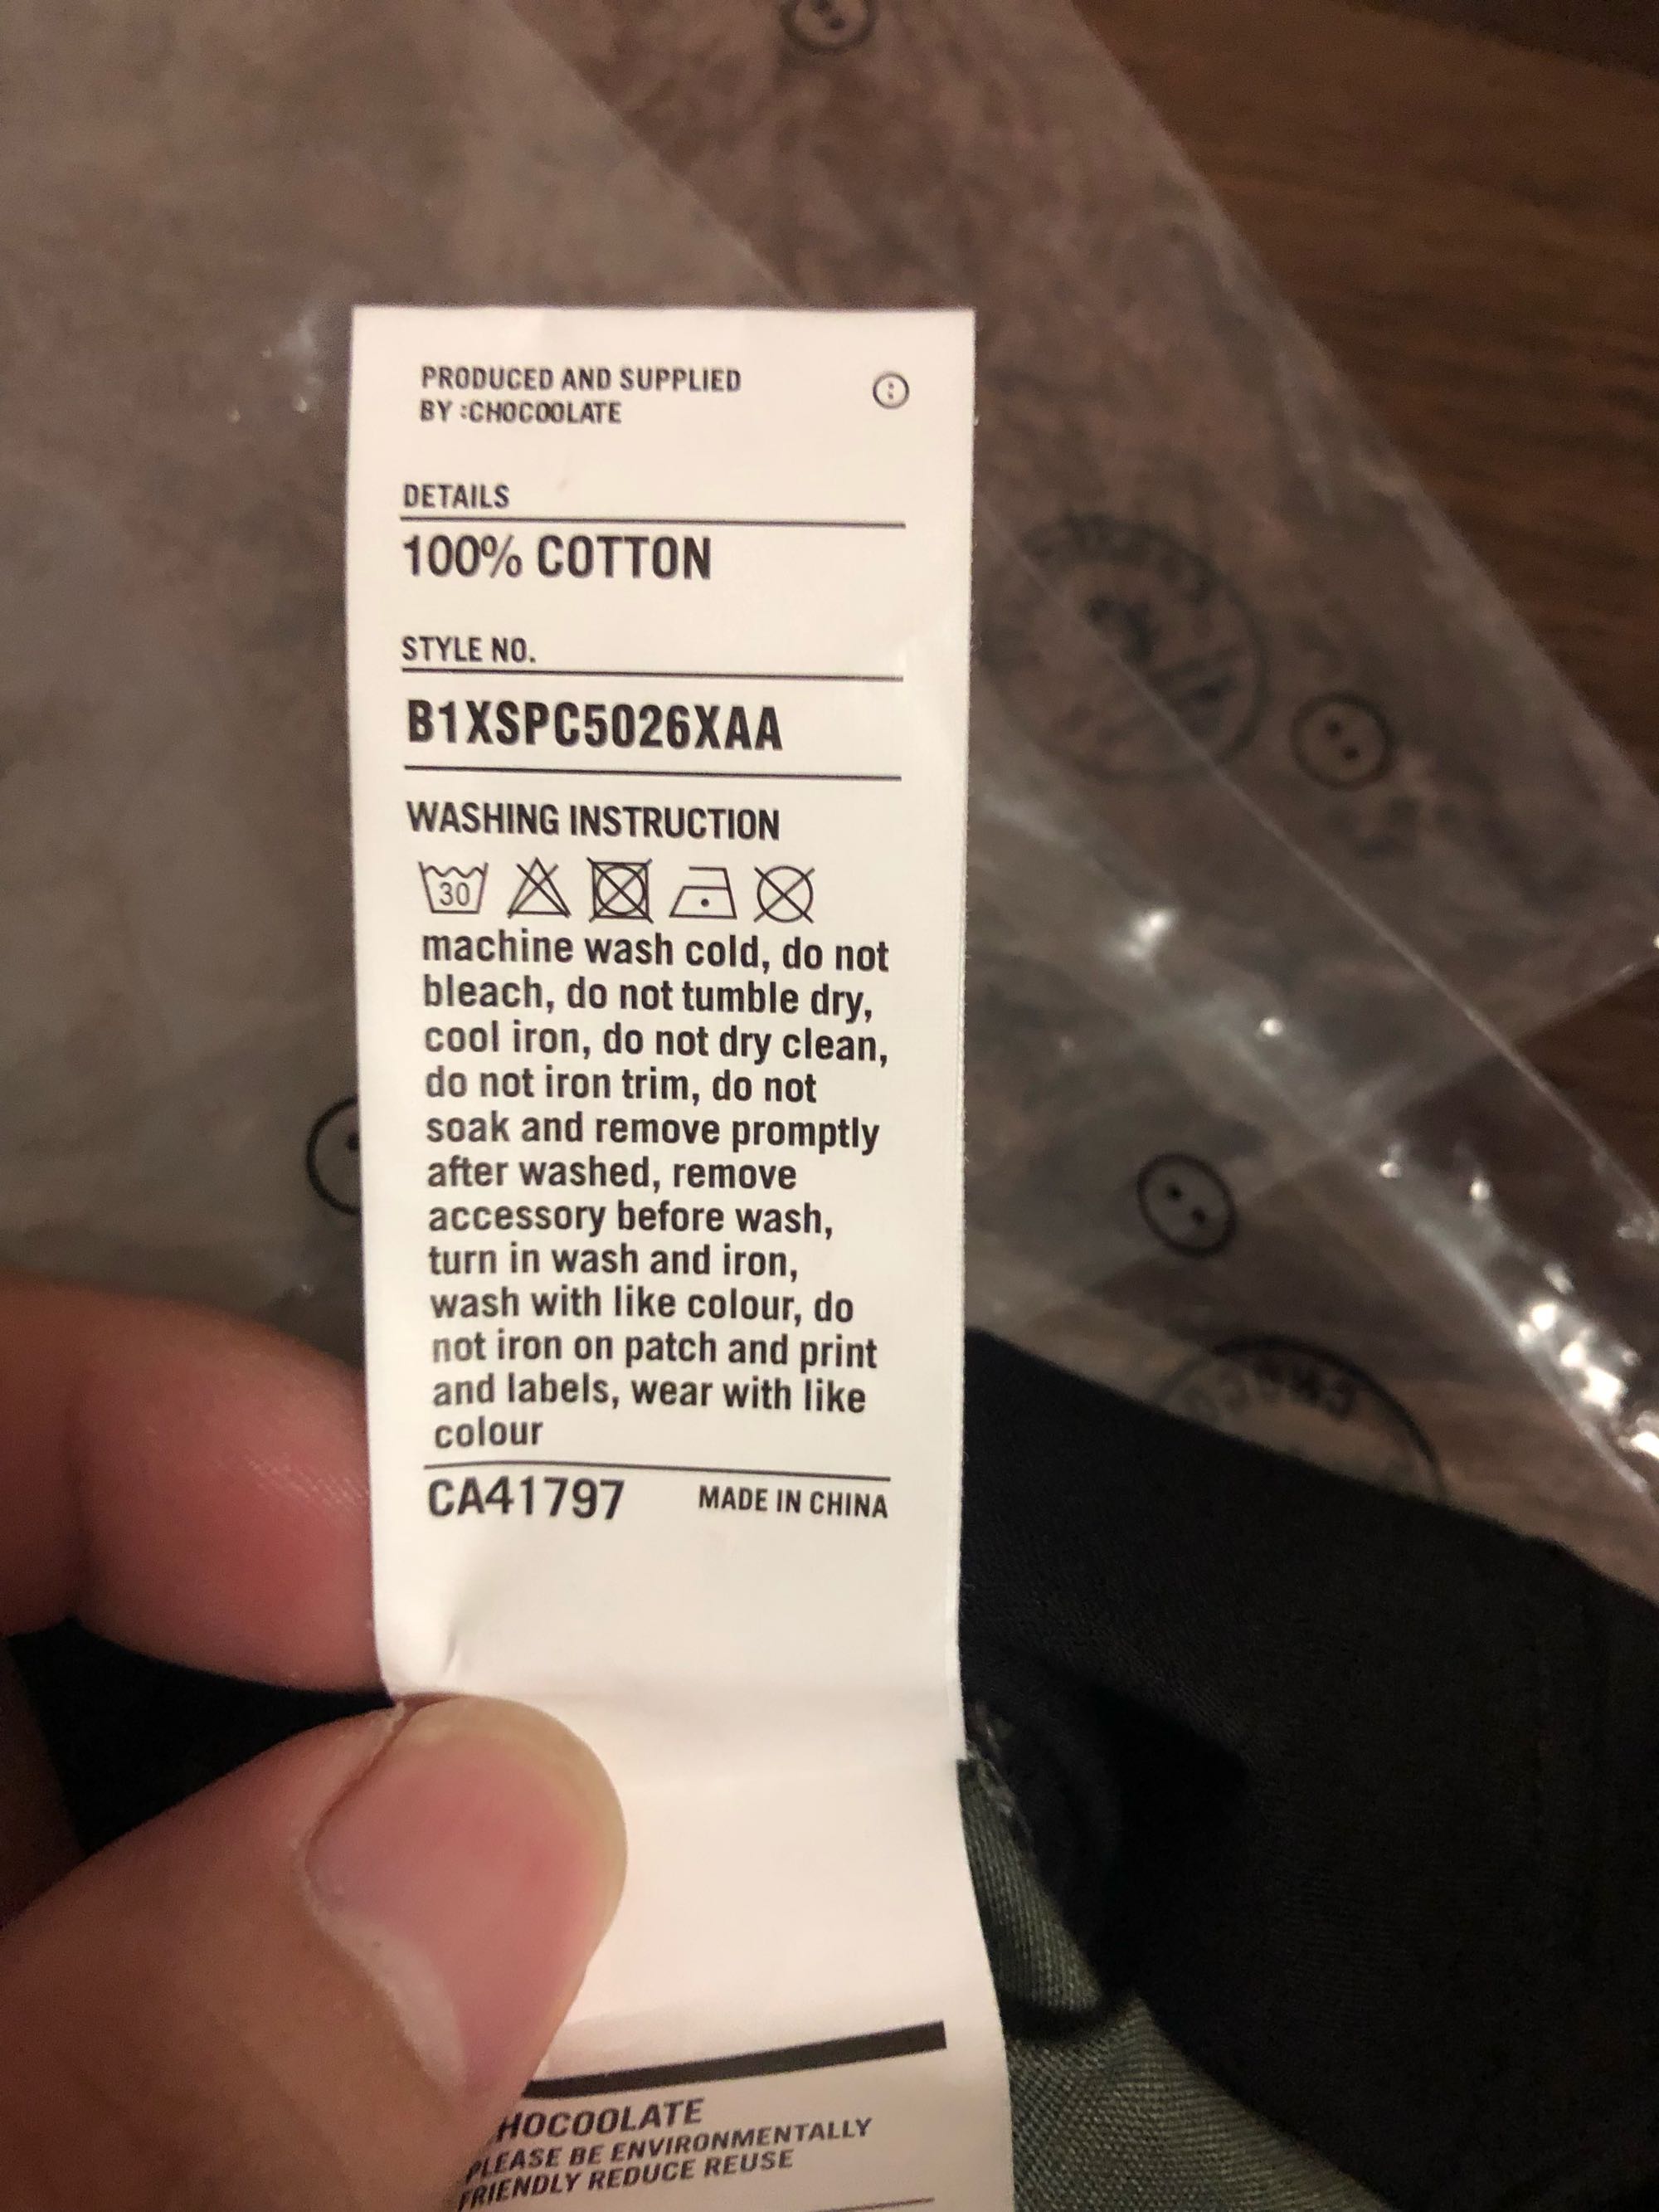 PRODUCED AND SUPPLIED
BY :CHOCOOLATE
DETAILS
100% COTTON
STYLE NO.
B1XSPC5026XAA
WASHING INSTRUCTION
30
machine wash cold, do not
bleach, do not tumble dry,
cool iron, do not dry clean,
do not iron trim, do not
soak and remove promptly
after washed, remove
accessory before wash,
turn in wash and iron,
wash with like colour, do
not iron on patch and print
and labels, wear with like
colour
CA41797 MADE IN CHINA
HOCOOLATE
PLEASE BE ENVIRONMENTALLY
FRIENDLY REDUCE REUSE